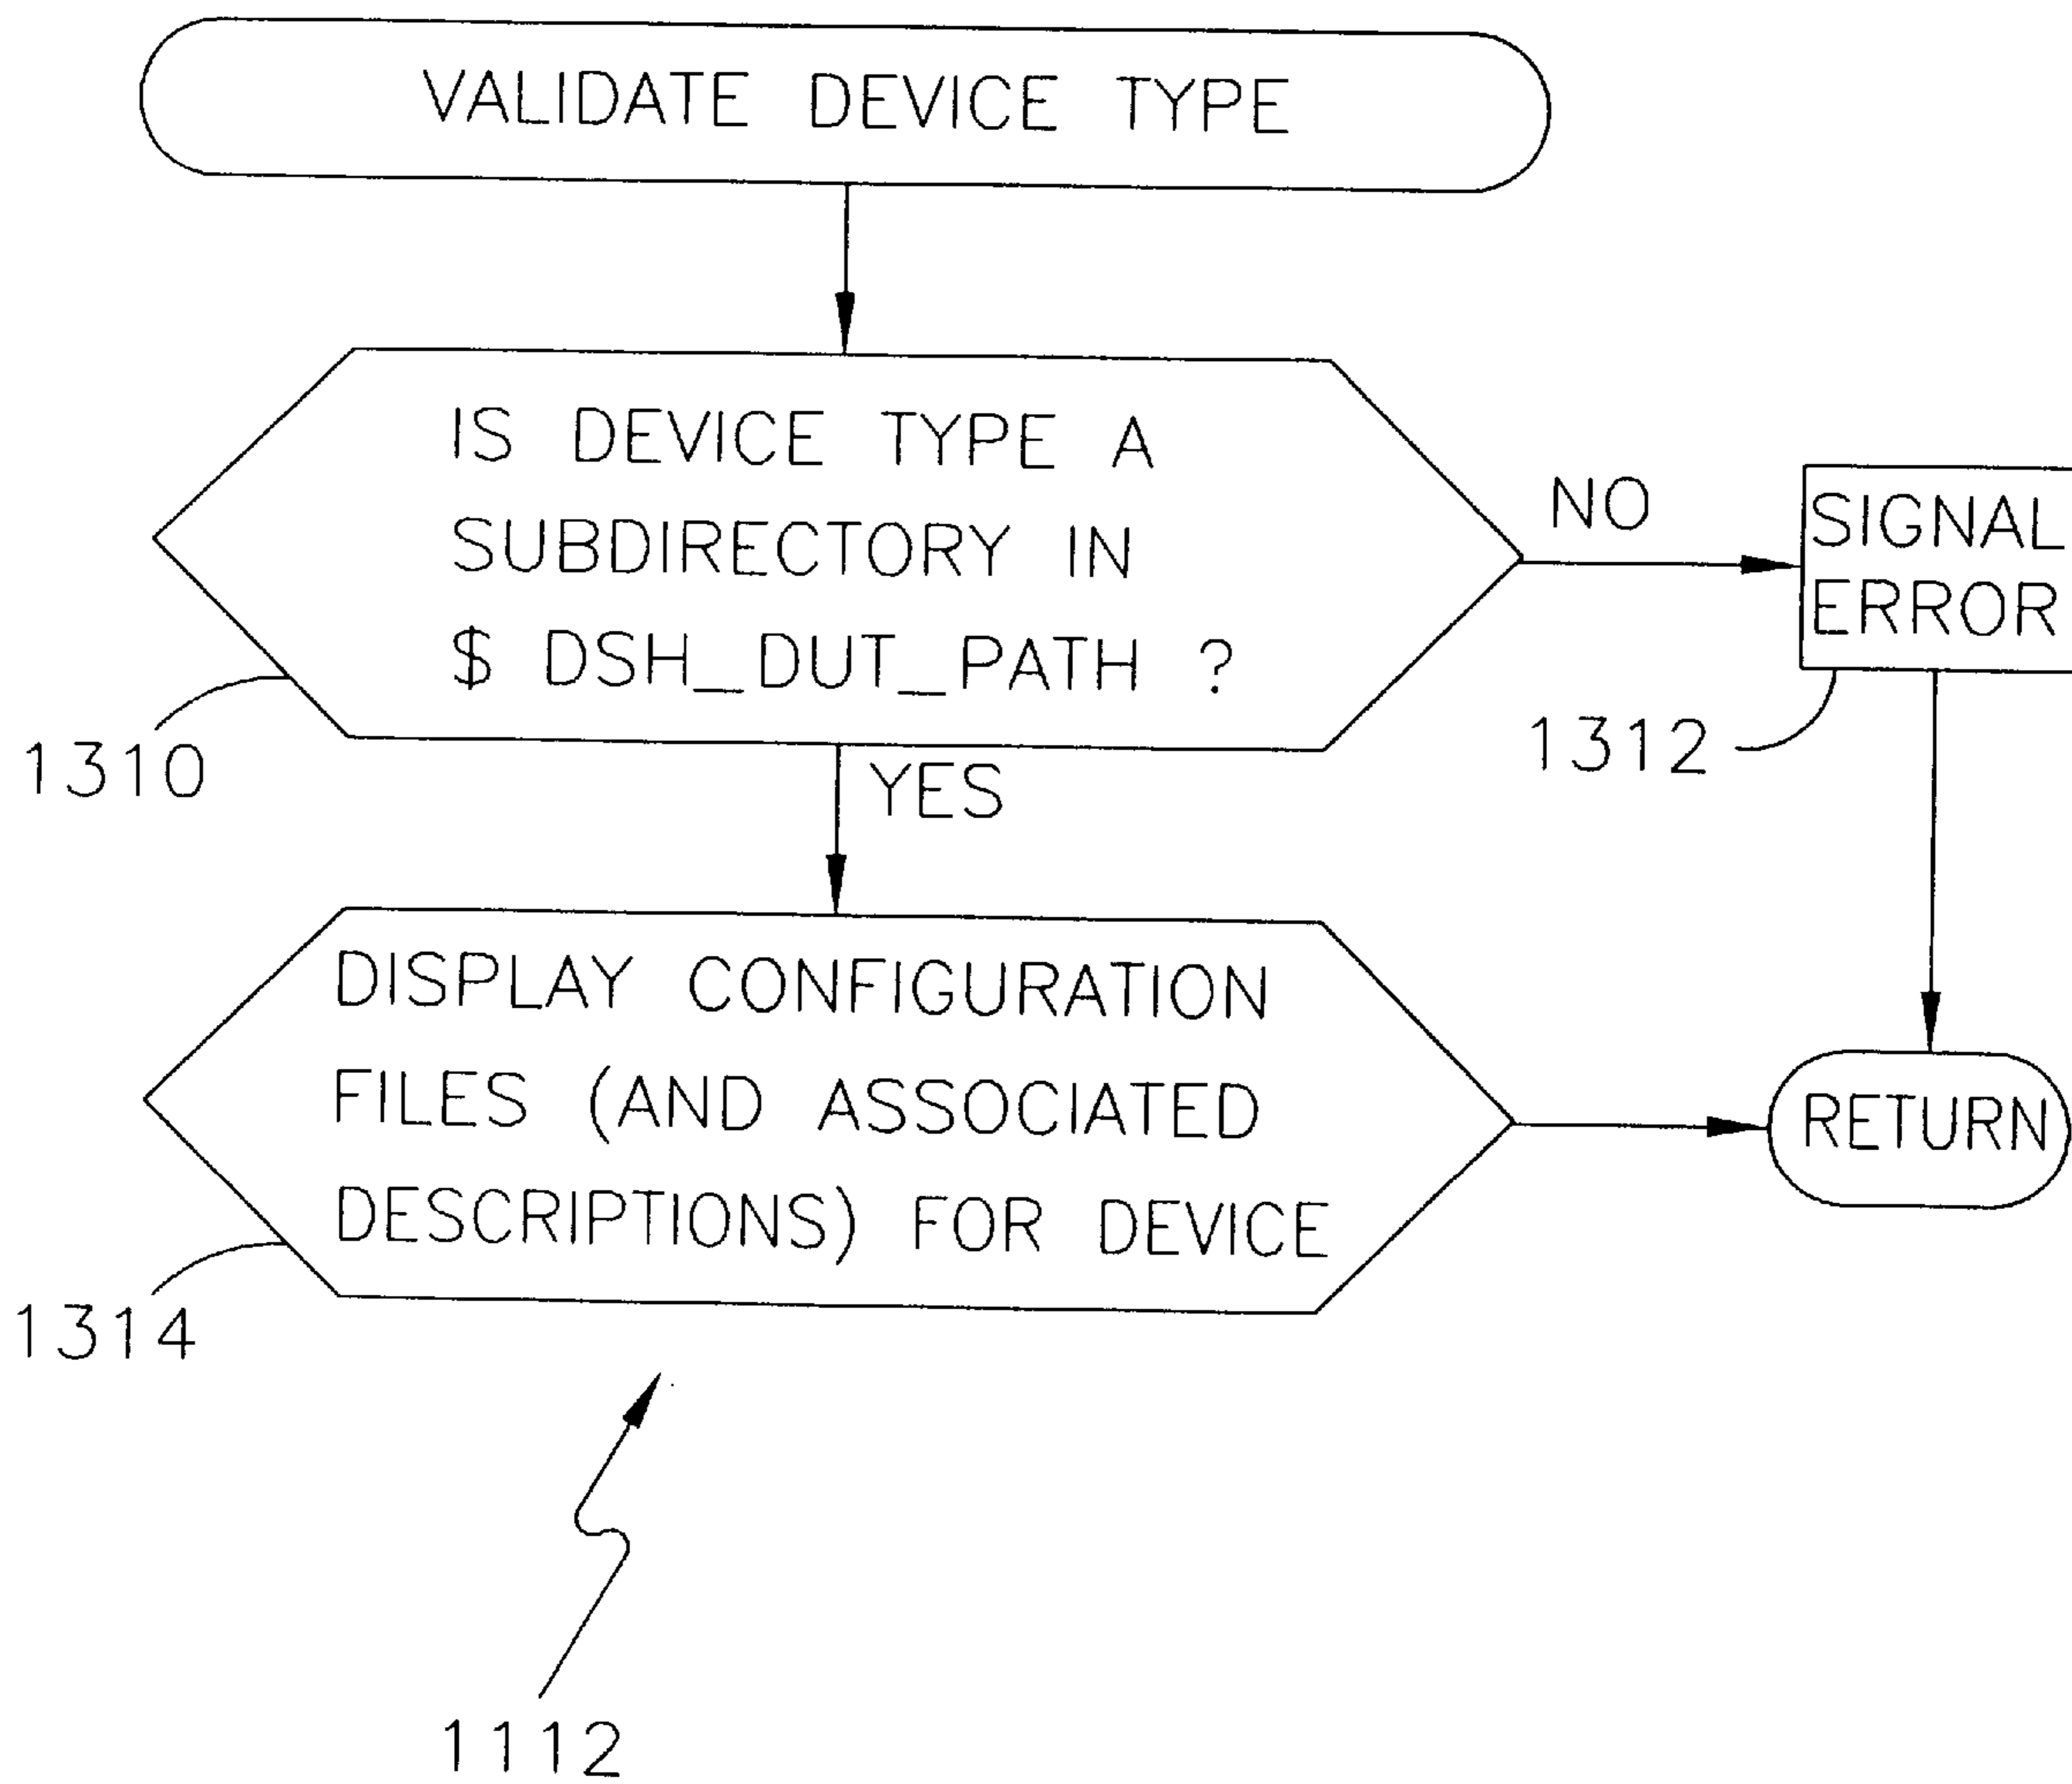 VALIDATE DEVICE TYPE
IS DEVICE TYPE A
SUBDIRECTORY IN
$ DSH_DUT_PATH ?
NO
SIGNAL
ERROR
1310
1312
YES
DISPLAY CONFIGURATION
FILES (AND ASSOCIATED
DESCRIPTIONS) FOR DEVICE
RETURN
1314
1112